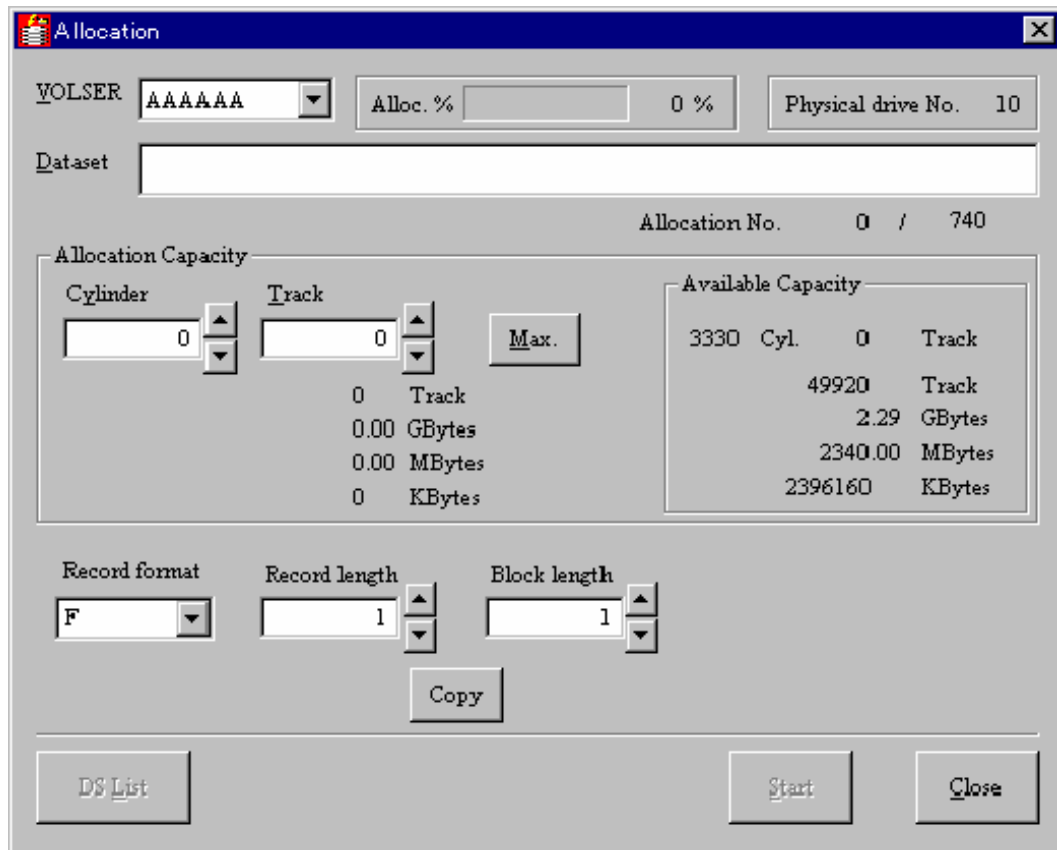 Allocation
VOLSER AAAAAA Alloc. % 0 % Physical drive No. 10
Dataset
Allocation No. 0 / 740
Allocation Capacity
Cylinder Track Available Capacity
0 0 Max. 3330 Cyl. 0 Track
0 Track 49920 Track
0.00 GBytes 2.29 GBytes
0.00 MBytes 2340.00 MBytes
0 KBytes 2396160 KBytes
Record format Record length Block length
F 1 1
Copy
DS List Start Close